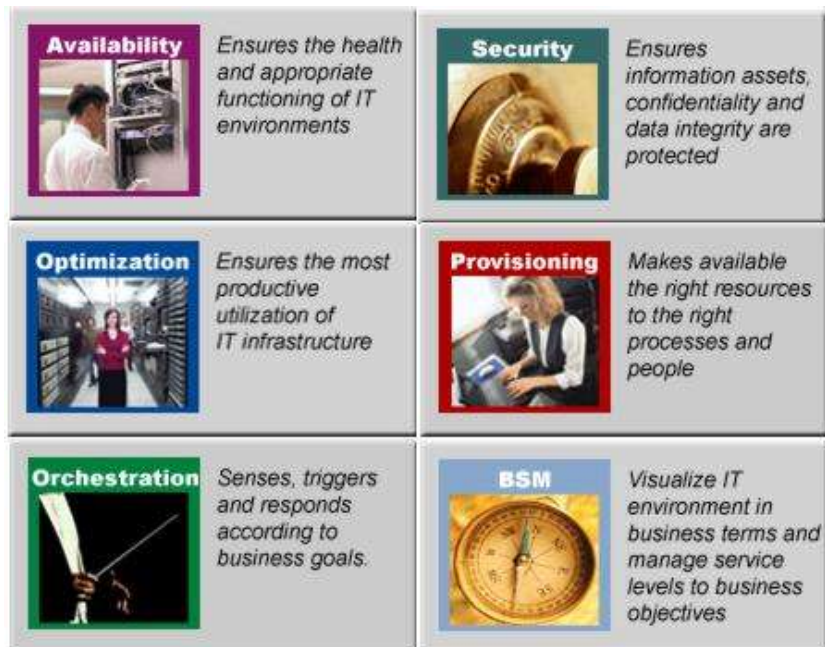 Availability
Ensures the health
and appropriate
functioning of IT
environments
Security
Ensures
information assets,
confidentiality and
data integrity are
protected
Optimization
Ensures the most
productive
utilization of
IT infrastructure
Provisioning
Makes available
the right resources
to the right
processes and
people
Orchestration
Senses, triggers
and responds
according to
business goals.
BSM
Visualize IT
environment in
business terms and
manage service
levels to business
objectives